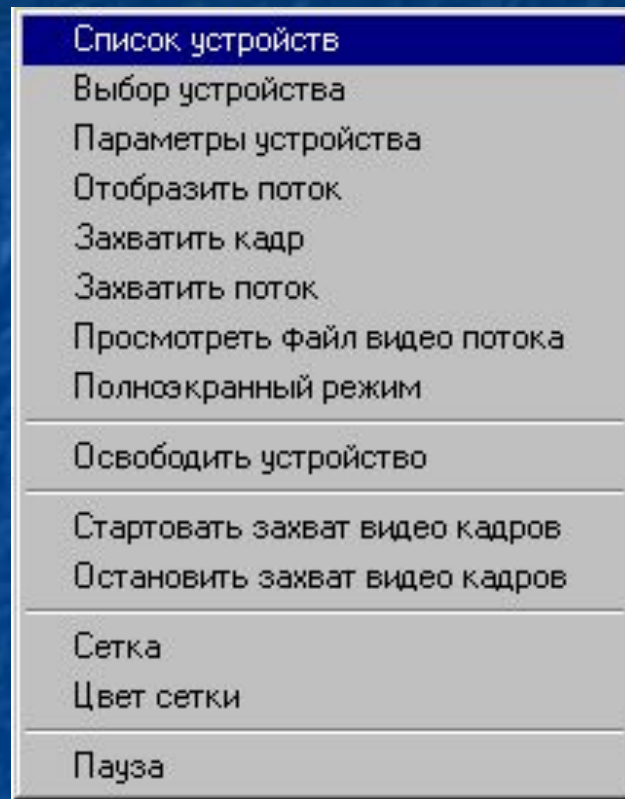 Список устройств
Выбор устройства
Параметры устройства
Отобразить поток
Захватить кадр
Захватить поток
Просмотреть файл видео потока
Полноэкранный режим
Освободить устройство
Стартовать захват видео кадров
Остановить захват видео кадров
Сетка
Цвет сетки
Пауза